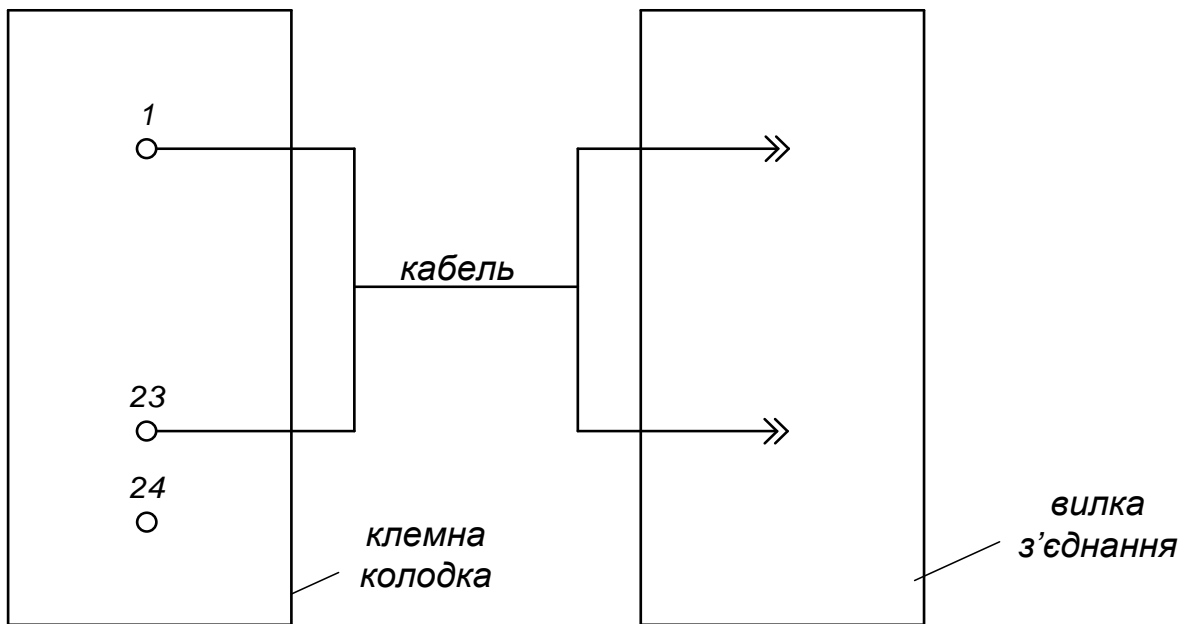 1
кабель
23
24
клемна
колодка
вилка
з’єднання